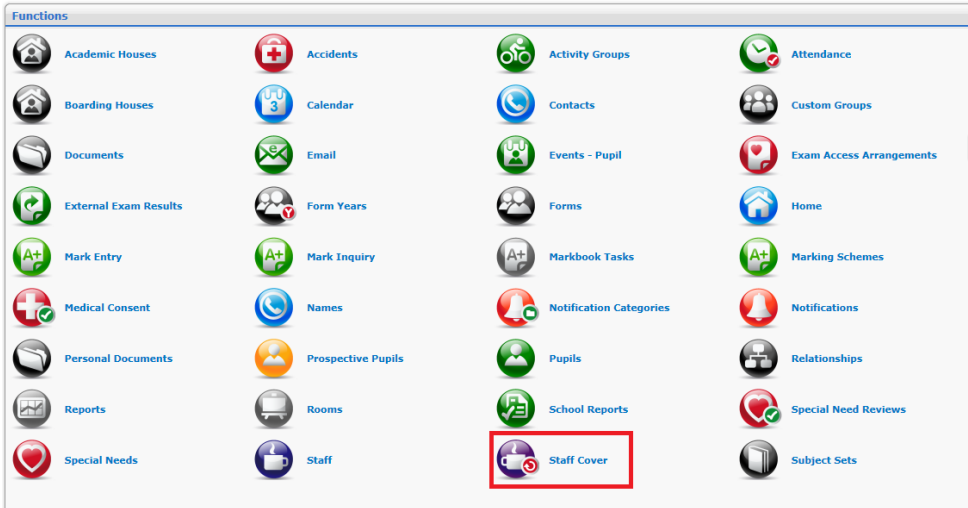 Functions
Academic Houses
Accidents
Activity Groups
Attendance
Boarding Houses
3
Calendar
Contacts
Custom Groups
Documents
e
Email
Events - Pupil
Exam Access Arrangements
External Exam Results
Y
Form Years
Forms
Home
A+
Mark Entry
A+
Mark Inquiry
A+
Markbook Tasks
A+
Marking Schemes
Medical Consent
Names
Notification Categories
Notifications
Personal Documents
Prospective Pupils
Pupils
Relationships
Reports
Rooms
School Reports
Special Need Reviews
Special Needs
Staff
Staff Cover
Subject Sets